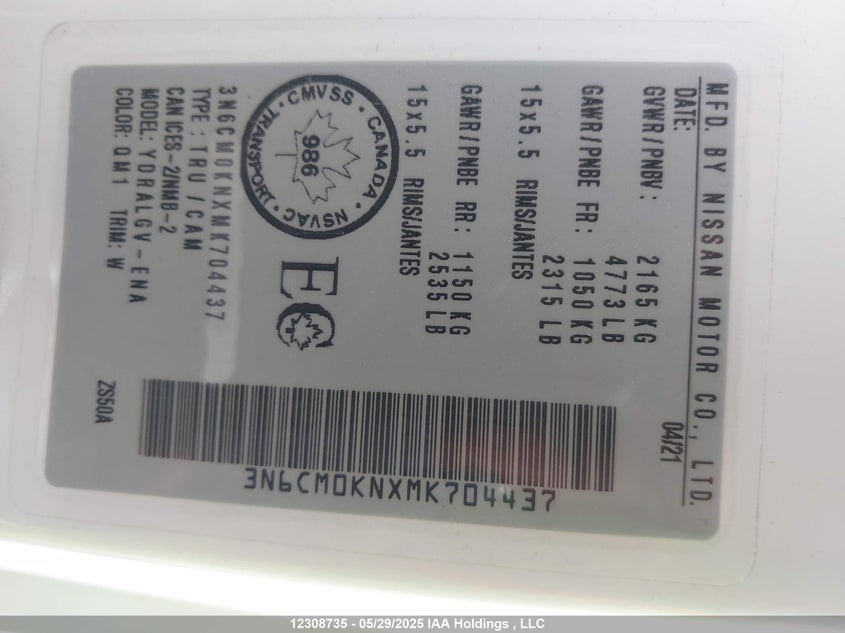 MFD. BY NISSAN MOTOR CO., LTD.
DATE: 04/21
GVWR/PNBV: 2165 KG
4773 LB
GAWR/PNBE FR: 1050 KG
2315 LB
15x5.5 RIMS/JANTES
GAWR/PNBE RR: 1150 KG
2535 LB
15x5.5 RIMS/JANTES
CMVSS · CANADA · NSVAC · TRANSPORT ·
986
EC
3N6CM0KNXMK704437
TYPE: TRU /CAM
CAN ICES-2/NMB-2
MODEL: YDRALGV-ENA
COLOR: QM1 TRIM: W
ZS50A
3N6CM0KNXMK704437
12308735 - 05/29/2025 IAA Holdings , LLC